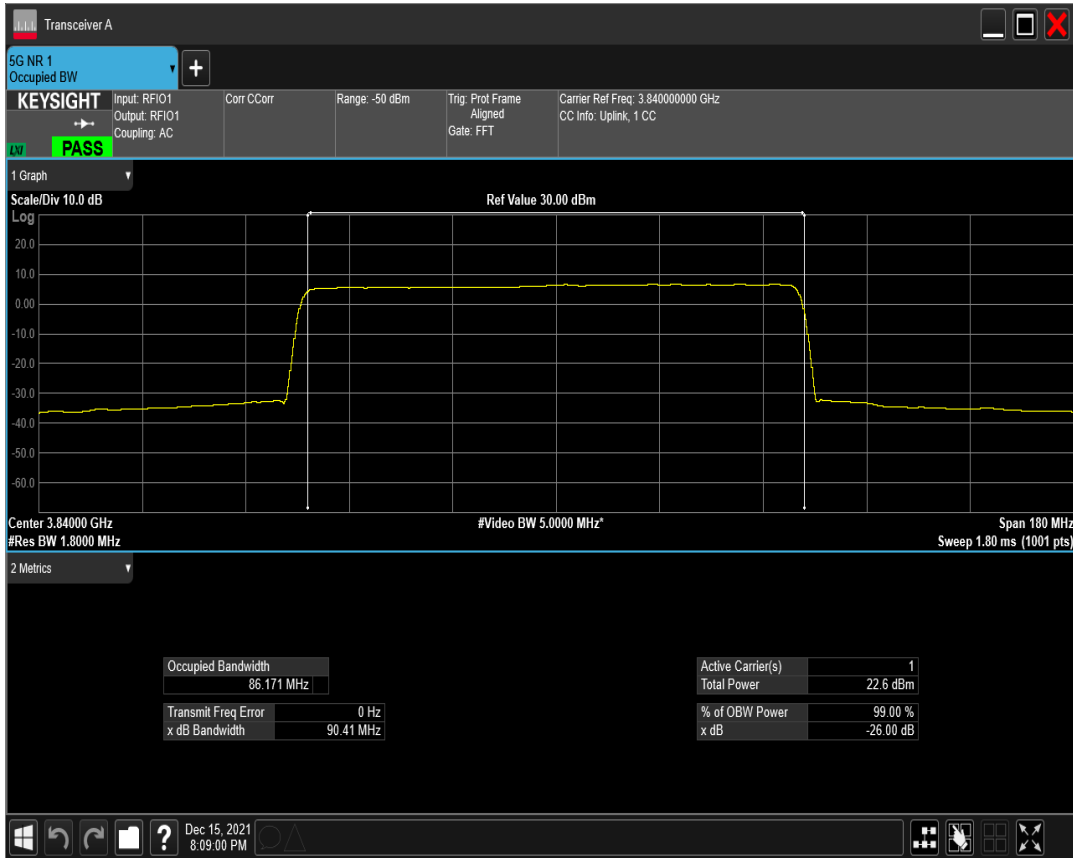 Transceiver A
5G NR 1
Occupied BW
KEYSIGHT
LXI
PASS
Input: RFIO1
Output: RFIO1
Coupling: AC
Corr CCorr
Range: -50 dBm
Trig: Prot Frame
Aligned
Gate: FFT
Carrier Ref Freq: 3.840000000 GHz
CC Info: Uplink, 1 CC
1 Graph
Scale/Div 10.0 dB
Ref Value 30.00 dBm
Log
20.0
10.0
0.00
-10.0
-20.0
-30.0
-40.0
-50.0
-60.0
Center 3.84000 GHz
#Video BW 5.0000 MHz*
Span 180 MHz
#Res BW 1.8000 MHz
Sweep 1.80 ms (1001 pts)
2 Metrics
Occupied Bandwidth
86.171 MHz
Transmit Freq Error 0 Hz
x dB Bandwidth 90.41 MHz
Active Carrier(s) 1
Total Power 22.6 dBm
% of OBW Power 99.00 %
x dB -26.00 dB
?
Dec 15, 2021
8:09:00 PM